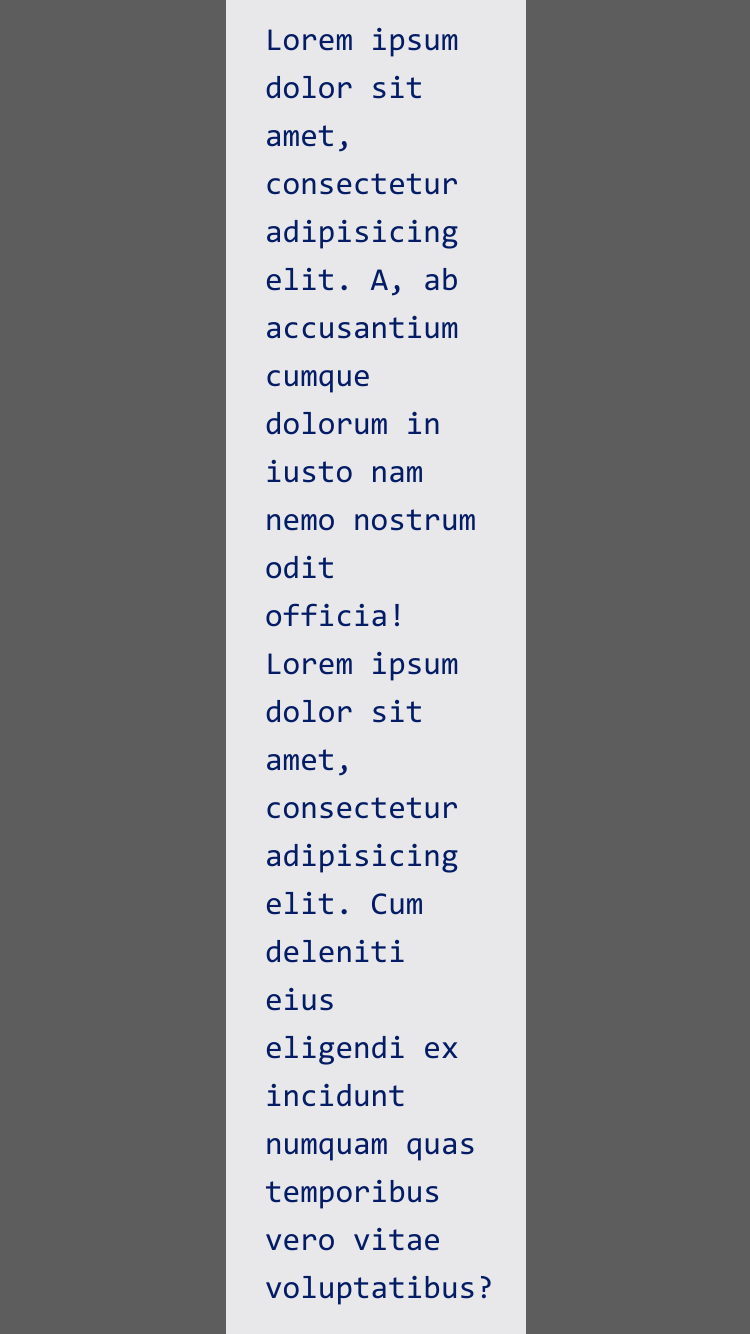 Lorem ipsum
dolor sit
amet,
consectetur
adipisicing
elit. A, ab
accusantium
cumque
dolorum in
iusto nam
nemo nostrum
odit
officia!
Lorem ipsum
dolor sit
amet,
consectetur
adipisicing
elit. Cum
deleniti
eius
eligendi ex
incidunt
numquam quas
temporibus
vero vitae
voluptatibus?